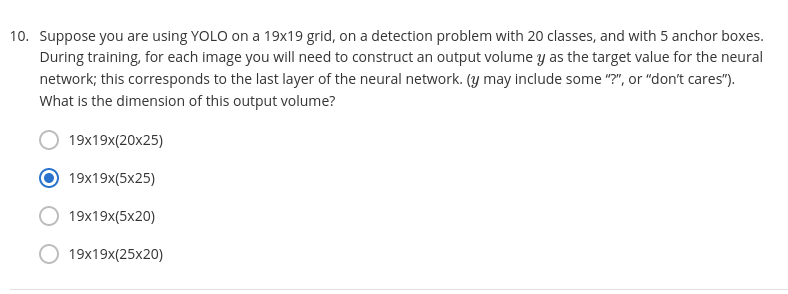 10. Suppose you are using YOLO on a 19x19 grid, on a detection problem with 20 classes, and with 5 anchor boxes.
During training, for each image you will need to construct an output volume y as the target value for the neural
network; this corresponds to the last layer of the neural network. (y may include some “?”, or “don’t cares”).
What is the dimension of this output volume?
19x19x(20x25)
19x19x(5x25)
19x19x(5x20)
19x19x(25x20)